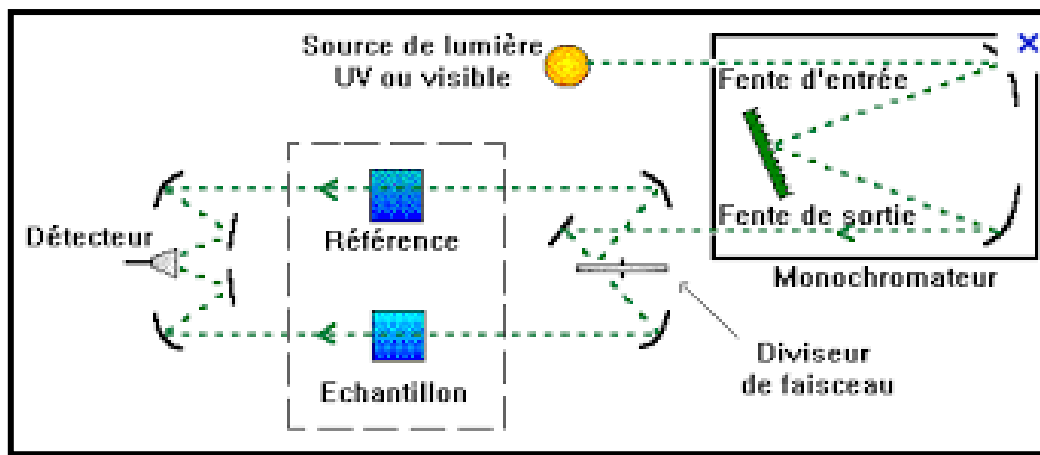 Source de lumière
UV ou visible
Fente d'entrée
Fente de sortie
Monochromateur
Détecteur
Référence
Echantillon
Diviseur
de faisceau